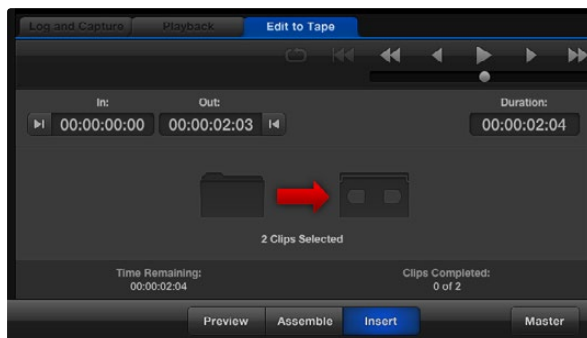 Log and Capture Playback Edit to Tape
In: Out: Duration:
00:00:00:00 00:00:02:03 00:00:02:04
2 Clips Selected
Time Remaining: Clips Completed:
00:00:02:04 0 of 2
Preview Assemble Insert Master